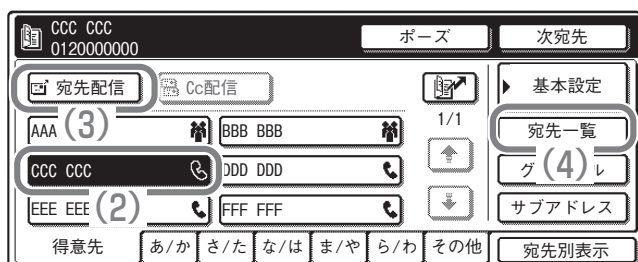 CCC CCC
0120000000
ポーズ
次宛先
宛先配信
Cc配信
基本設定
(3)
1/1
AAA
BBB BBB
宛先一覧
(4)
CCC CCC
DDD DDD
(2)
EEE EEE
FFF FFF
サブアドレス
得意先
あ/か
さ/た
な/は
ま/や
ら/わ
その他
宛先別表示